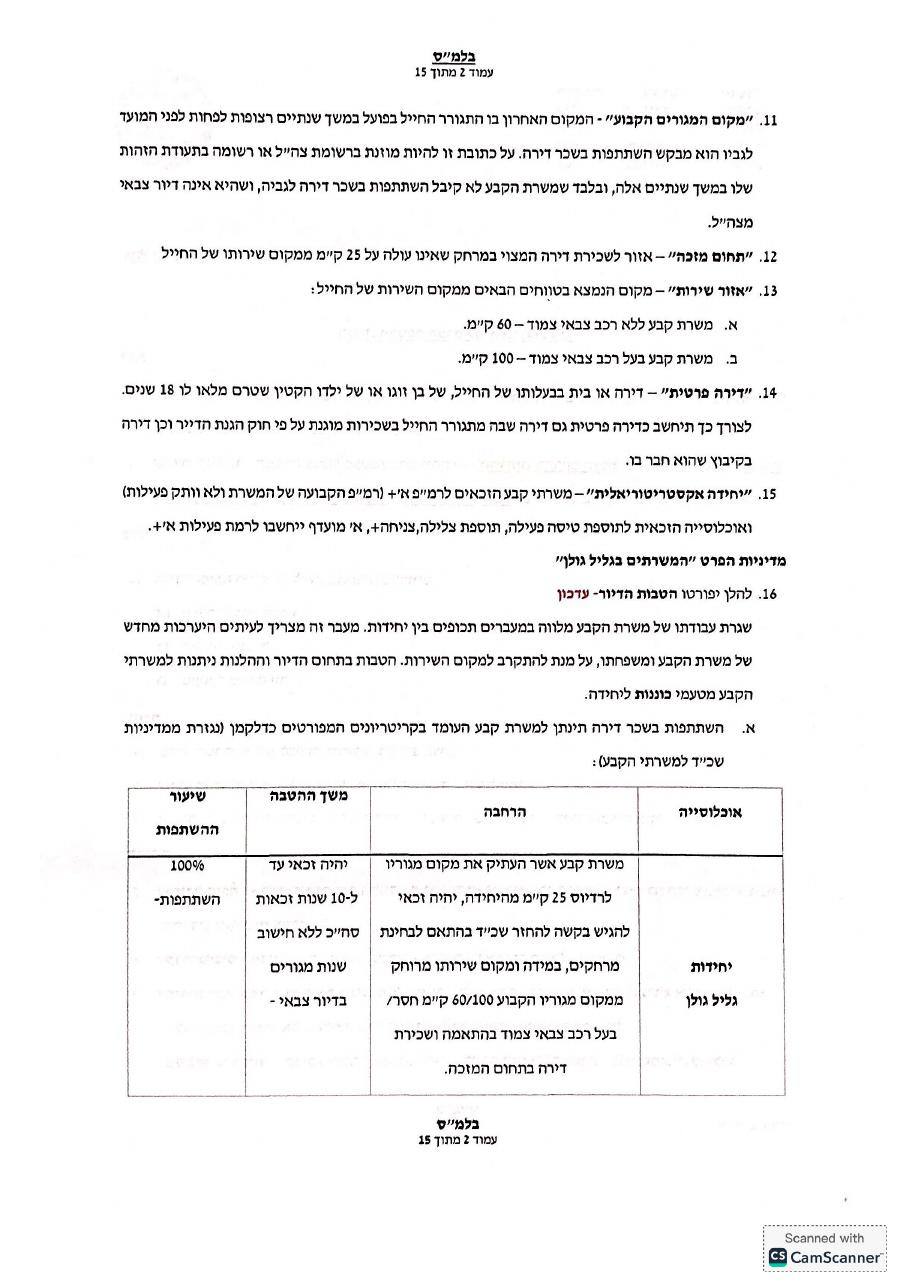 בלמ״ס
עמוד 2 מתוך 15
11. "מקום המגורים הקבוע" - המקום האחרון בו התגורר החייל בפועל במשך שנתיים רצופות לפחות לפני המועד
לגביו הוא מבקש השתתפות בשכר דירה. על כתובת זו להיות מוזנת ברשומת צה״ל או רשומה בתעודת הזהות
שלו במשך שנתיים אלה, ובלבד שמשרת הקבע לא קיבל השתתפות בשכר דירה לגביה, ושהיא אינה דיור צבאי
מצה״ל.
12. "תחום מזכה" – אזור לשכירת דירה המצוי במרחק שאינו עולה על 25 ק״מ ממקום שירותו של החייל
13. "אזור שירות" – מקום הנמצא בטווחים הבאים ממקום השירות של החייל:
א. משרת קבע ללא רכב צבאי צמוד – 60 ק״מ.
ב. משרת קבע בעל רכב צבאי צמוד – 100 ק״מ.
14. "דירה פרטית" – דירה או בית בבעלותו של החייל, של בן זוגו או של ילדו הקטין שטרם מלאו לו 18 שנים.
לצורך כך תיחשב כדירה פרטית גם דירה שבה מתגורר החייל בשכירות מוגנת על פי חוק הגנת הדייר וכן דירה
בקיבוץ שהוא חבר בו.
15. "יחידה אקסטריטוריאלית" – משרתי קבע הזכאים לרמ״פ א׳+ (רמ״פ הקבועה של המשרת ולא וותק פעילות)
ואוכלוסייה הזכאית לתוספת טיסה פעילה, תוספת צלילה,צניחה+, א׳ מועדף ייחשבו לרמת פעילות א׳+.
מדיניות הפרט "המשרתים בגליל גולן"
16. להלן יפורטו הטבות הדיור- עדכון
שגרת עבודתו של משרת הקבע מלווה במעברים תכופים בין יחידות. מעבר זה מצריך לעיתים היערכות מחדש
של משרת הקבע ומשפחתו, על מנת להתקרב למקום השירות. הטבות בתחום הדיור וההלנות ניתנות למשרתי
הקבע מטעמי כוננות ליחידה.
א. השתתפות בשכר דירה תינתן למשרת קבע העומד בקריטריונים המפורטים כדלקמן (נגזרת ממדיניות
שכ״ד למשרתי הקבע):
אוכלוסייה
הרחבה
משך ההטבה
שיעור
ההשתפות
יחידות
גליל גולן
משרת קבע אשר העתיק את מקום מגוריו
לרדיוס 25 ק״מ מהיחידה, יהיה זכאי
להגיש בקשה להחזר שכ״ד בהתאם לבחינת
מרחקים, במידה ומקום שירותו מרוחק
ממקום מגוריו הקבוע 60/100 ק״מ חסר/
בעל רכב צבאי צמוד בהתאמה ושכירת
דירה בתחום המזכה.
יהיה זכאי עד
ל-10 שנות זכאות
סה״כ ללא חישוב
שנות מגורים
בדיור צבאי -
100%
השתתפות-
בלמ״ס
עמוד 2 מתוך 15
Scanned with
CS CamScanner